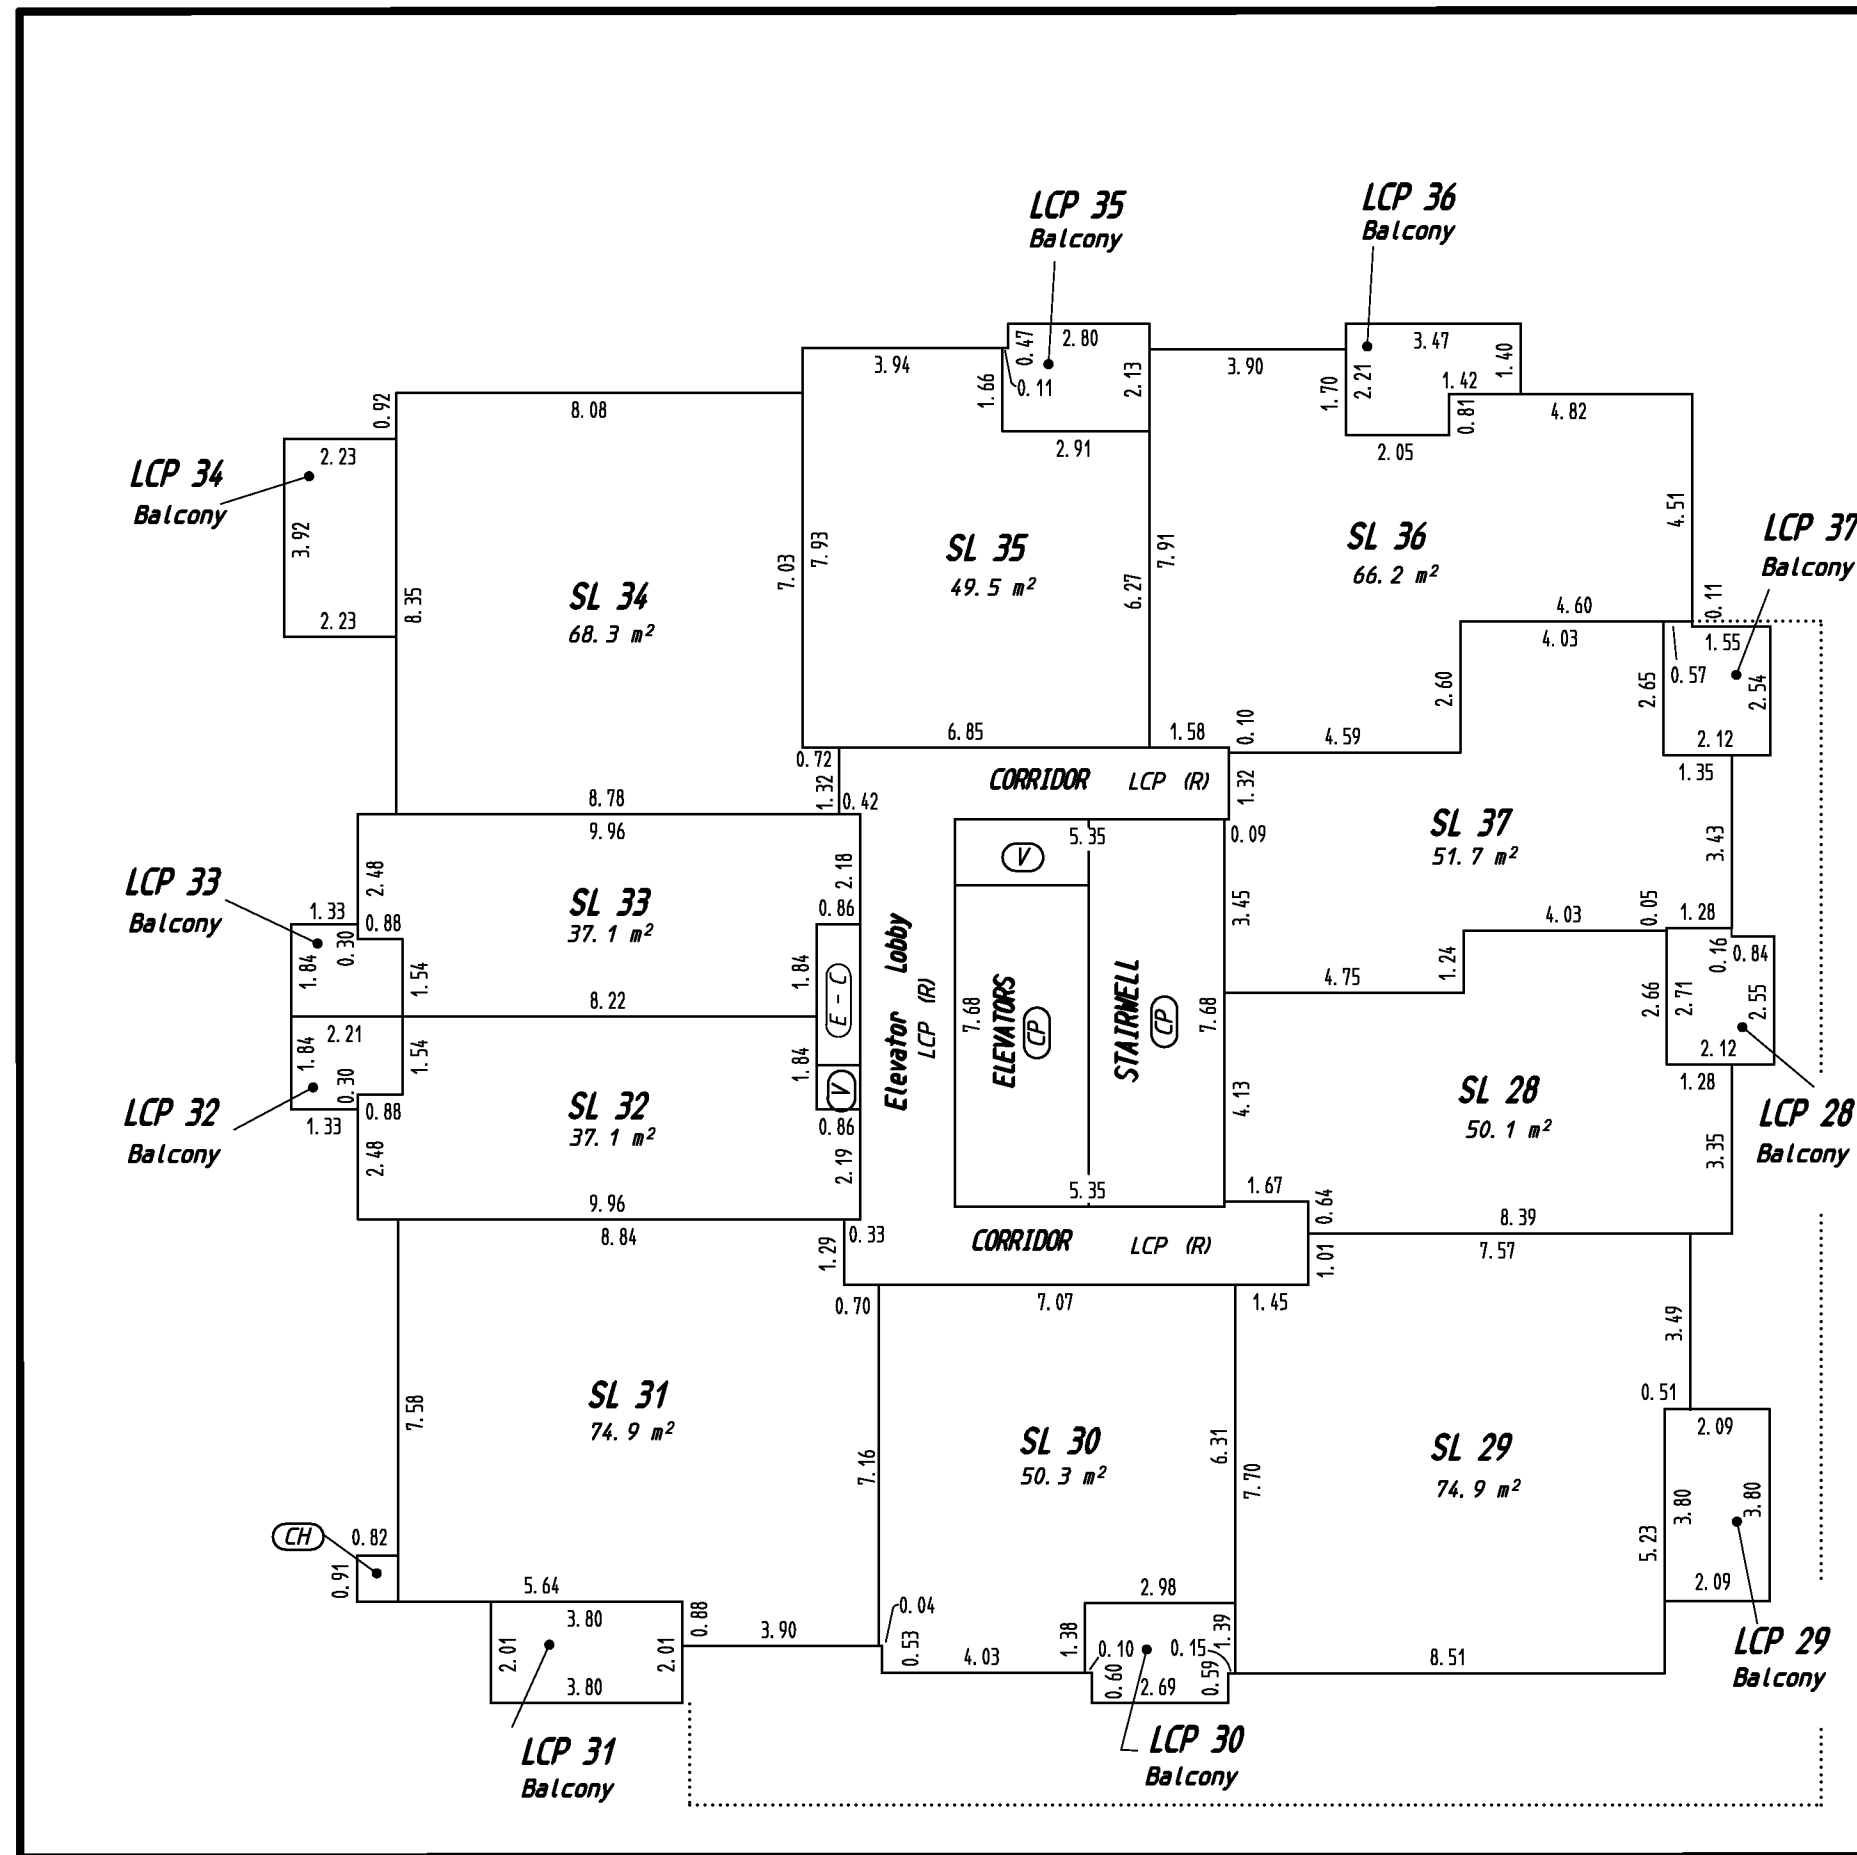 LCP 35
Balcony
LCP 36
Balcony
0.47
2.80
3.47
1.40
3.94
1.66
0.11
2.13
3.90
1.70
2.21
1.42
0.81
4.82
0.92
8.08
2.91
2.05
LCP 34
Balcony
2.23
3.92
2.23
8.35
SL 34
68.3 m²
7.03
7.93
SL 35
49.5 m²
6.27
7.91
SL 36
66.2 m²
4.51
LCP 37
Balcony
4.60
0.11
4.03
1.55
0.57
2.60
2.65
2.54
2.12
1.35
6.85
1.58
0.10
4.59
0.72
1.32
0.42
CORRIDOR LCP (R)
1.32
8.78
9.96
5.35
0.09
V
SL 37
51.7 m²
3.43
LCP 33
Balcony
2.48
1.33
0.88
0.30
1.84
1.54
SL 33
37.1 m²
2.18
0.86
1.84
E-C
3.45
4.03
0.05
1.28
0.16
0.84
1.24
4.75
8.22
Elevator Lobby
LCP (R)
7.68
ELEVATORS
CP
STAIRWELL
CP
7.68
2.66
2.71
2.55
2.12
1.28
LCP 32
Balcony
2.21
1.84
0.30
1.54
1.33
0.88
2.48
SL 32
37.1 m²
1.84
V
0.86
2.19
4.13
SL 28
50.1 m²
3.35
LCP 28
Balcony
9.96
8.84
5.35
1.67
0.64
8.39
7.57
1.29
0.33
CORRIDOR LCP (R)
1.01
0.70
7.07
1.45
3.49
0.51
7.58
SL 31
74.9 m²
7.16
SL 30
50.3 m²
6.31
7.70
SL 29
74.9 m²
2.09
3.80
3.80
5.23
2.09
CH
0.82
0.91
5.64
3.80
2.01
2.01
3.80
0.88
3.90
0.04
0.53
4.03
2.98
1.38
0.10
0.15
1.39
0.60
2.69
0.59
8.51
LCP 29
Balcony
LCP 31
Balcony
LCP 30
Balcony